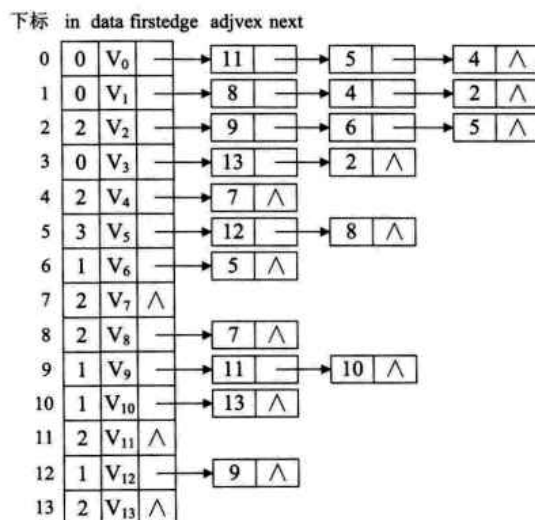 下标 in data firstedge adjvex next
0 0 V₀ 11 5 4 ∧
1 0 V₁ 8 4 2 ∧
2 2 V₂ 9 6 5 ∧
3 0 V₃ 13 2 ∧
4 2 V₄ 7 ∧
5 3 V₅ 12 8 ∧
6 1 V₆ 5 ∧
7 2 V₇ ∧
8 2 V₈ 7 ∧
9 1 V₉ 11 10 ∧
10 1 V₁₀ 13 ∧
11 2 V₁₁ ∧
12 1 V₁₂ 9 ∧
13 2 V₁₃ ∧